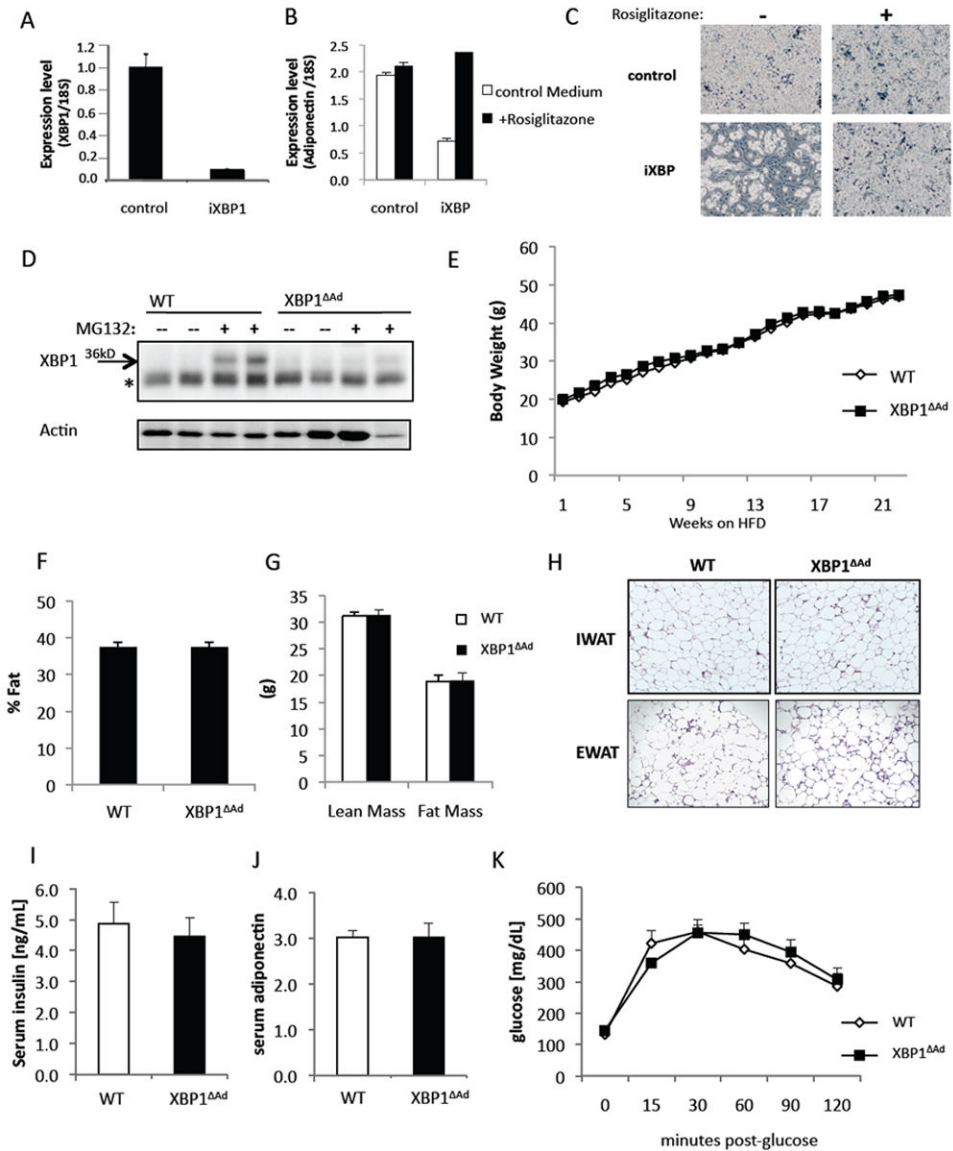 A
Expression level
(XBP1/18S)
1.2
1.0
0.8
0.6
0.4
0.2
0.0
control
iXBP1
B
Expression level
(Adiponectin /18S)
2.5
2.0
1.5
1.0
0.5
0.0
control
iXBP
control Medium
+Rosiglitazone
C
Rosiglitazone: - +
control
iXBP
D
WT
XBP1ΔAd
MG132: -- -- + + -- -- + +
XBP1 36kD
*
Actin
E
Body Weight (g)
60
50
40
30
20
10
0
1 5 9 13 17 21
Weeks on HFD
WT
XBP1ΔAd
F
% Fat
50
40
30
20
10
0
WT
XBP1ΔAd
G
(g)
35
30
25
20
15
10
5
0
Lean Mass
Fat Mass
WT
XBP1ΔAd
H
WT
XBP1ΔAd
IWAT
EWAT
I
Serum insulin [ng/mL]
6.0
5.0
4.0
3.0
2.0
1.0
0.0
WT
XBP1ΔAd
J
serum adiponectin
4.0
3.0
2.0
1.0
0.0
WT
XBP1ΔAd
K
glucose [mg/dL]
600
500
400
300
200
100
0
0 15 30 60 90 120
minutes post-glucose
WT
XBP1ΔAd